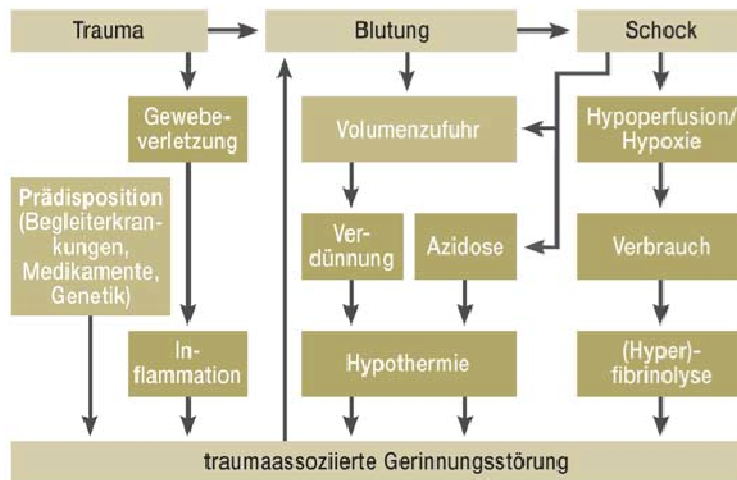 Trauma
Blutung
Schock
Gewebe-
verletzung
Volumenzufuhr
Hypoperfusion/
Hypoxie
Prädisposition
(Begleiterkran-
kungen,
Medikamente,
Genetik)
Ver-
dünnung
Azidose
Verbrauch
In-
flammation
Hypothermie
(Hyper)-
fibrinolyse
traumaassoziierte Gerinnungsstörung